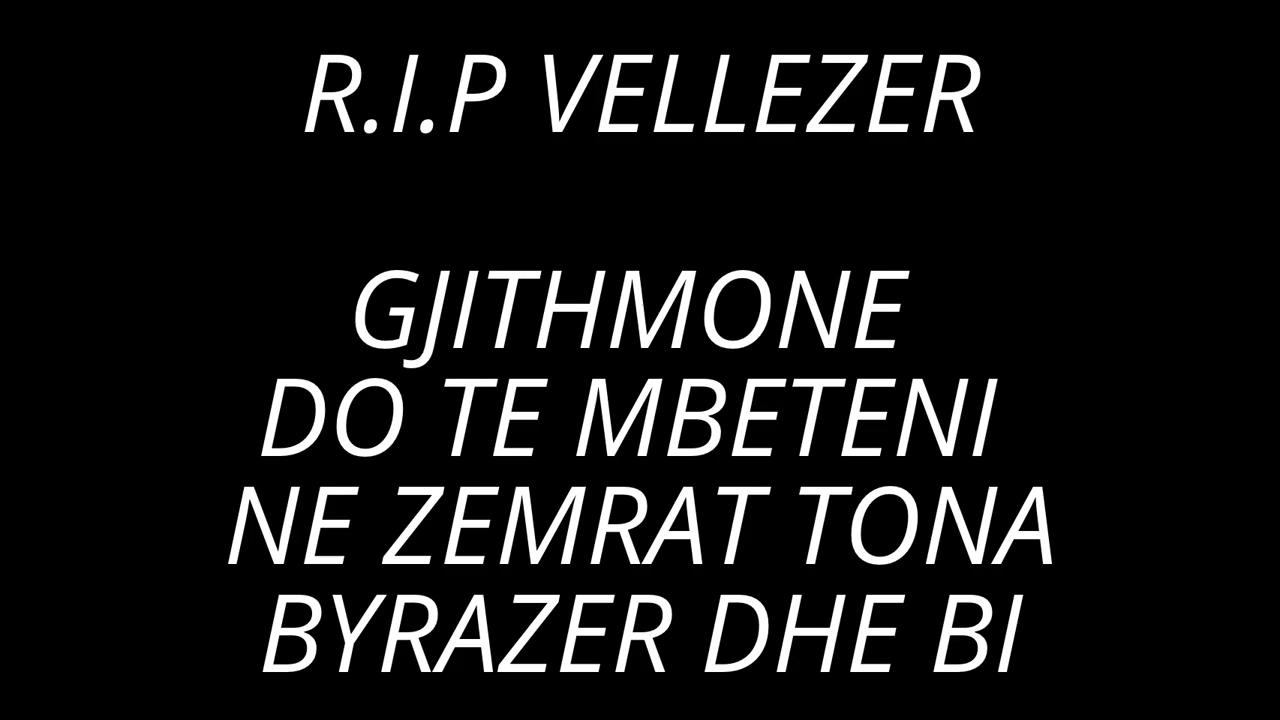 R.I.P VELLEZER
GJITHMONE
DO TE MBETENI
NE ZEMRAT TONA
BYRAZER DHE BI